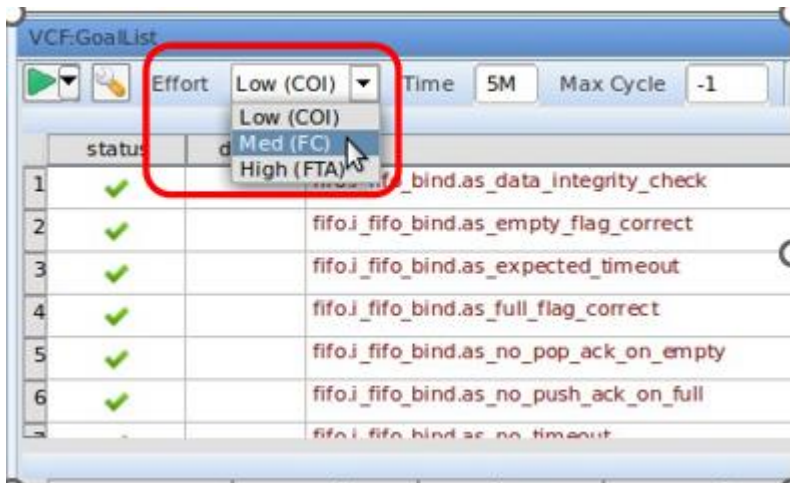 VCF:GoalList
Effort Low (COI) Time 5M Max Cycle -1
Low (COI)
Med (FC)
High (FTA)
status d
1 fifo_bind.as_data_integrity_check
2 fifo.i_fifo_bind.as_empty_flag_correct
3 fifo.i_fifo_bind.as_expected_timeout
4 fifo.i_fifo_bind.as_full_flag_correct
5 fifo.i_fifo_bind.as_no_pop_ack_on_empty
6 fifo.i_fifo_bind.as_no_push_ack_on_full
fifo.i_fifo_bind.as_no_timeout